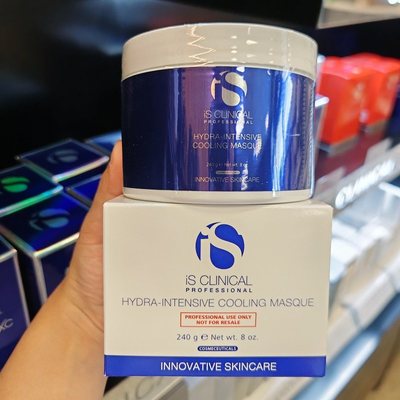 iS
iS CLINICAL
PROFESSIONAL
HYDRA-INTENSIVE
COOLING MASQUE
240 g e Net wt. 8 oz.
INNOVATIVE SKINCARE
iS
iS CLINICAL
PROFESSIONAL
HYDRA-INTENSIVE COOLING MASQUE
PROFESSIONAL USE ONLY
NOT FOR RESALE
240 g e Net wt. 8 oz.
COSMECEUTICALS
INNOVATIVE SKINCARE